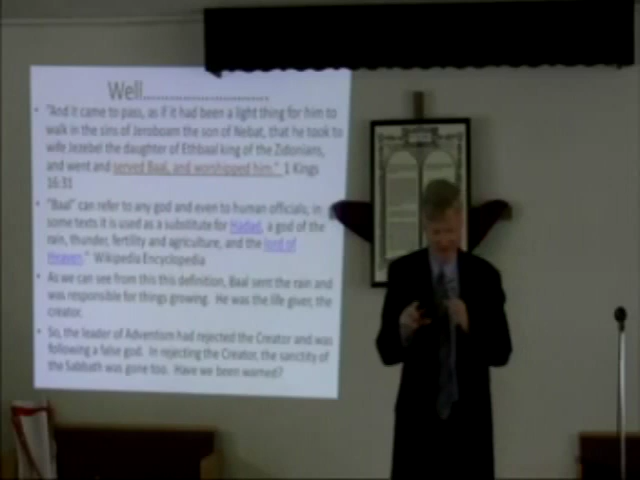 Well..............................
• "And it came to pass, as if it had been a light thing for him to
walk in the sins of Jeroboam the son of Nebat, that he took to
wife Jezebel the daughter of Ethbaal king of the Zidonians,
and went and served Baal, and worshipped him." 1 Kings
16:31
• "Baal" can refer to any god and even to human officials; in
some texts it is used as a substitute for Hadad, a god of the
rain, thunder, fertility and agriculture, and the lord of
Heaven." Wikipedia Encyclopedia
• As we can see from this this definition, Baal sent the rain and
was responsible for things growing. He was the life giver, the
creator.
• So, the leader of Adventism had rejected the Creator and was
following a false god. In rejecting the Creator, the sanctity of
the Sabbath was gone too. Have we been warned?